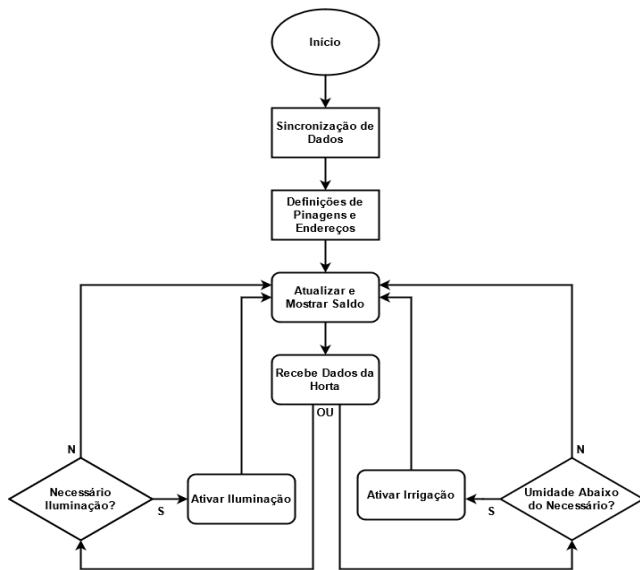 Início
Sincronização de
Dados
Definições de
Pinagens e
Endereços
Atualizar e
Mostrar Saldo
Recebe Dados da
Horta
OU
N
Necessário
Iluminação?
S
Ativar Iluminação
Ativar Irrigação
S
N
Umidade Abaixo
do Necessário?